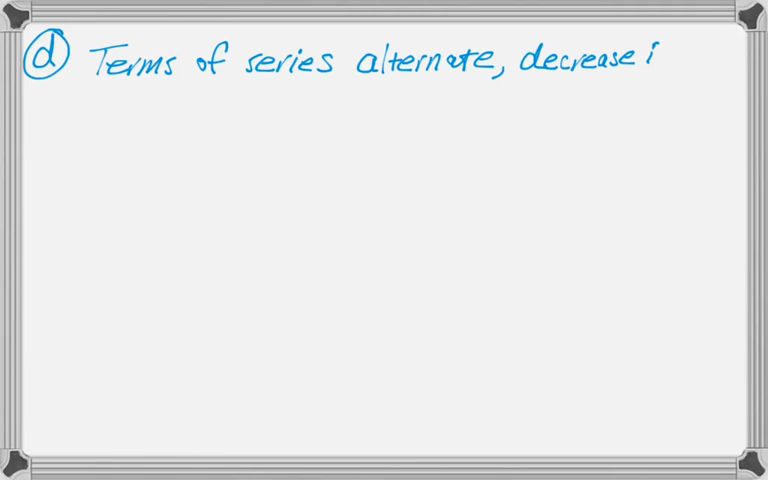 ⓓ Terms of series alternate, decrease i